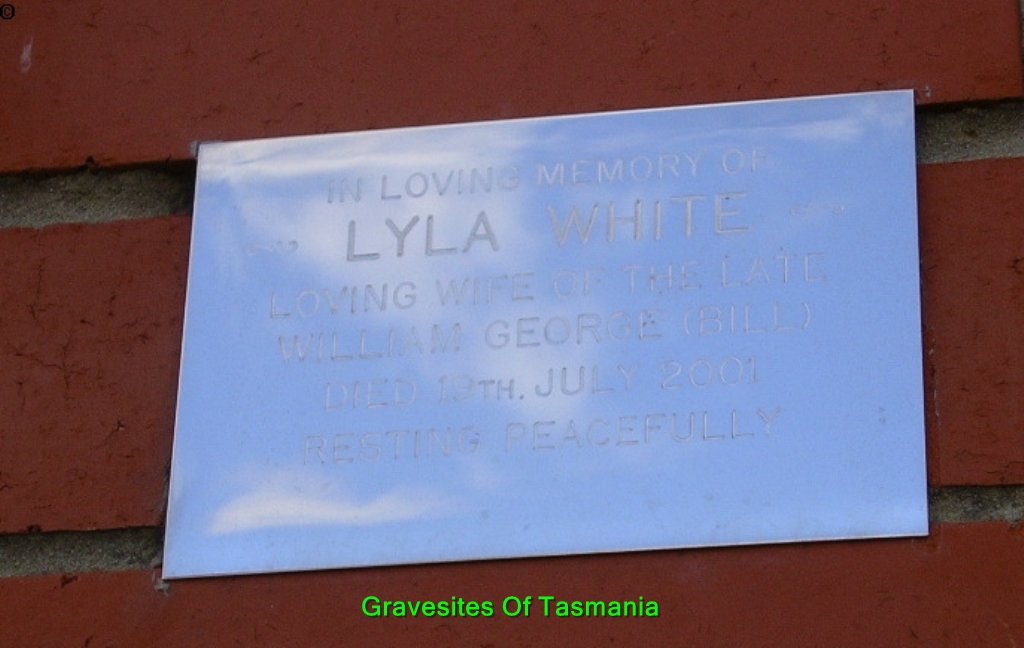 ©
IN LOVING MEMORY OF
LYLA WHITE
LOVING WIFE OF THE LATE
WILLIAM GEORGE (BILL)
DIED 19TH. JULY 2001
RESTING PEACEFULLY
Gravesites Of Tasmania